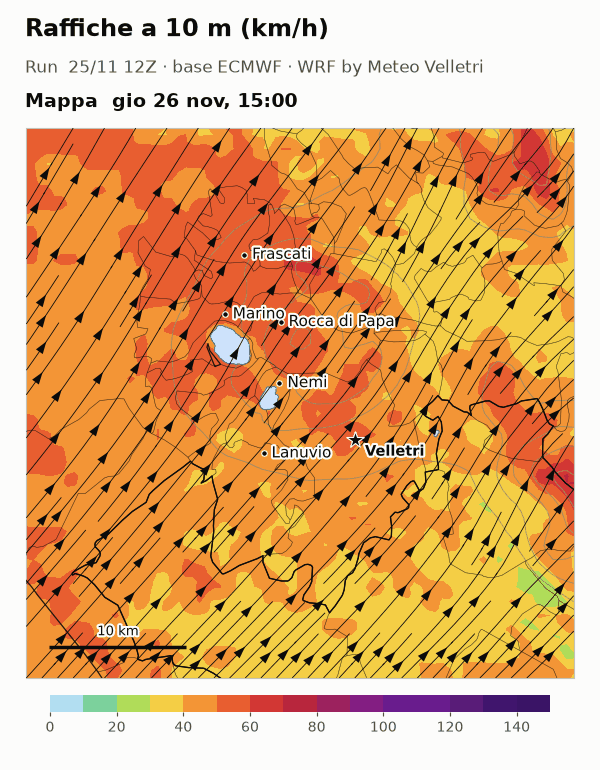 Raffiche a 10 m (km/h)
Run  25/11 12Z · base ECMWF · WRF by Meteo Velletri
Mappa  gio 26 nov, 15:00
Frascati
Marino
Rocca di Papa
Nemi
Velletri
Lanuvio
10 km
0 20 40 60 80 100 120 140